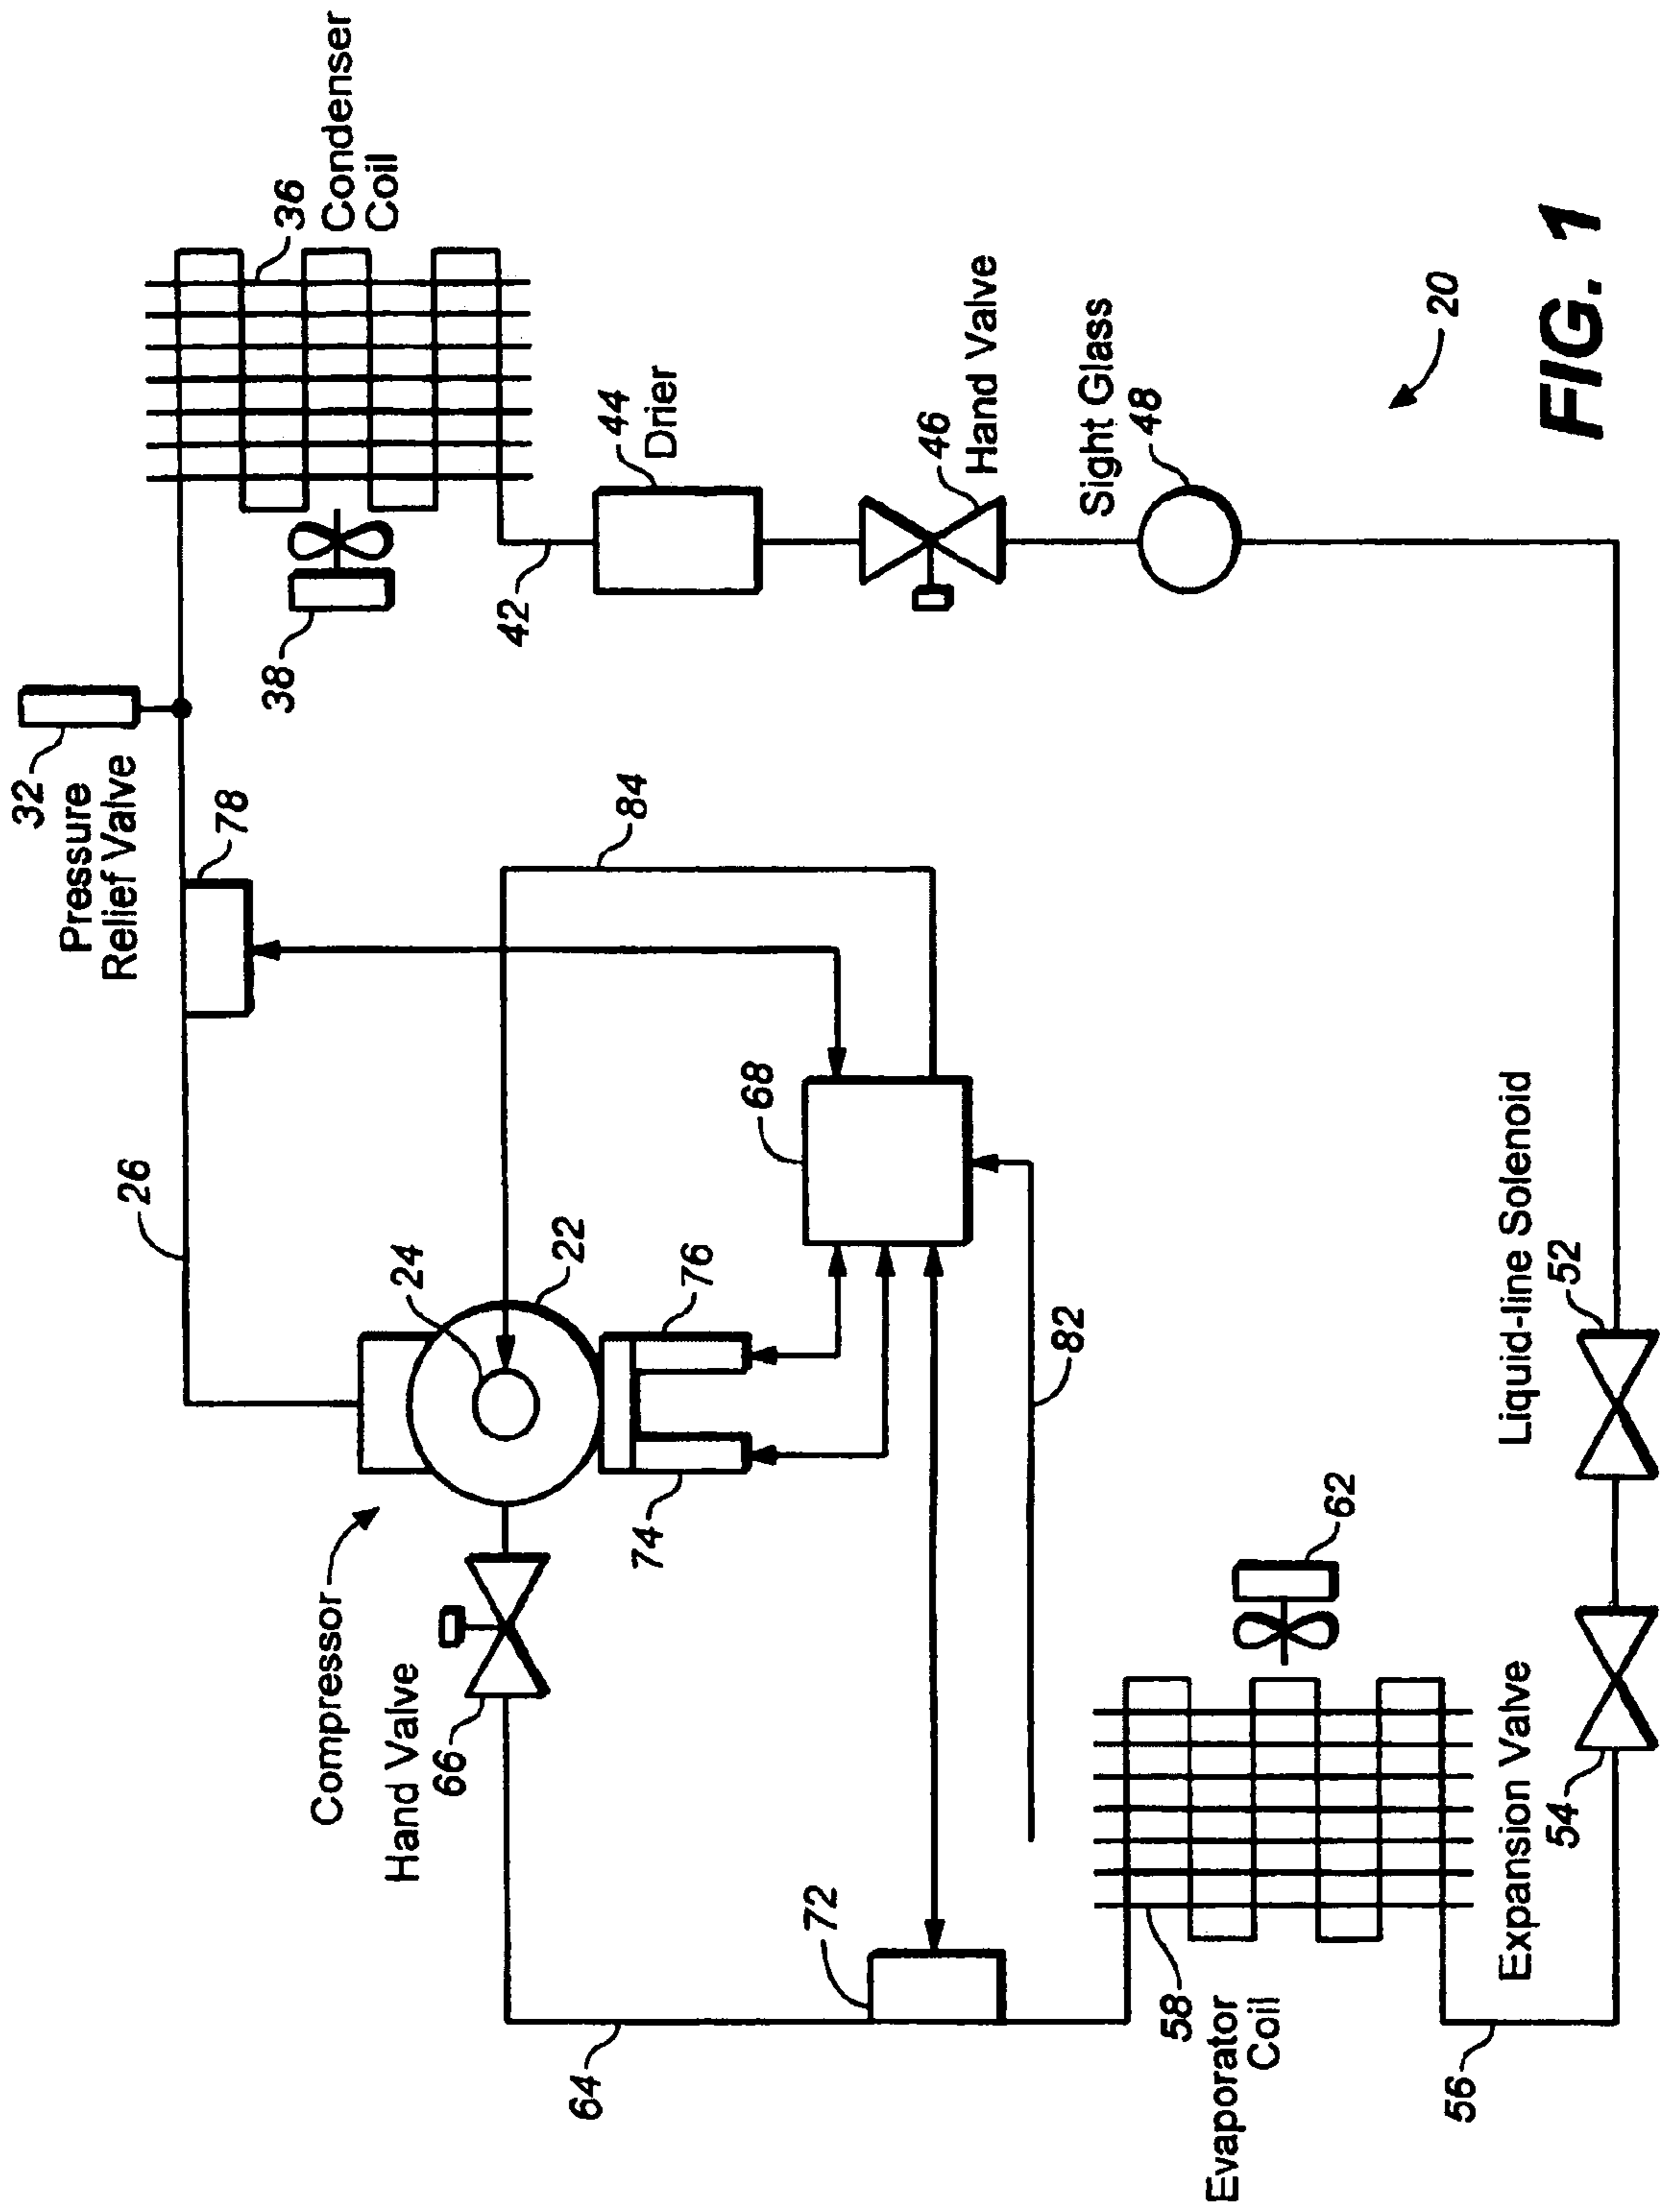 32
Pressure
Relief Valve
78
26
36
Condenser
Coil
38
42
44
Drier
46
Hand Valve
Sight Glass
48
84
68
24
22
76
74
Compressor
Hand Valve
66
72
64
82
58
Evaporator
Coil
62
Liquid-line Solenoid
52
Expansion Valve
54
56
20
FIG. 1